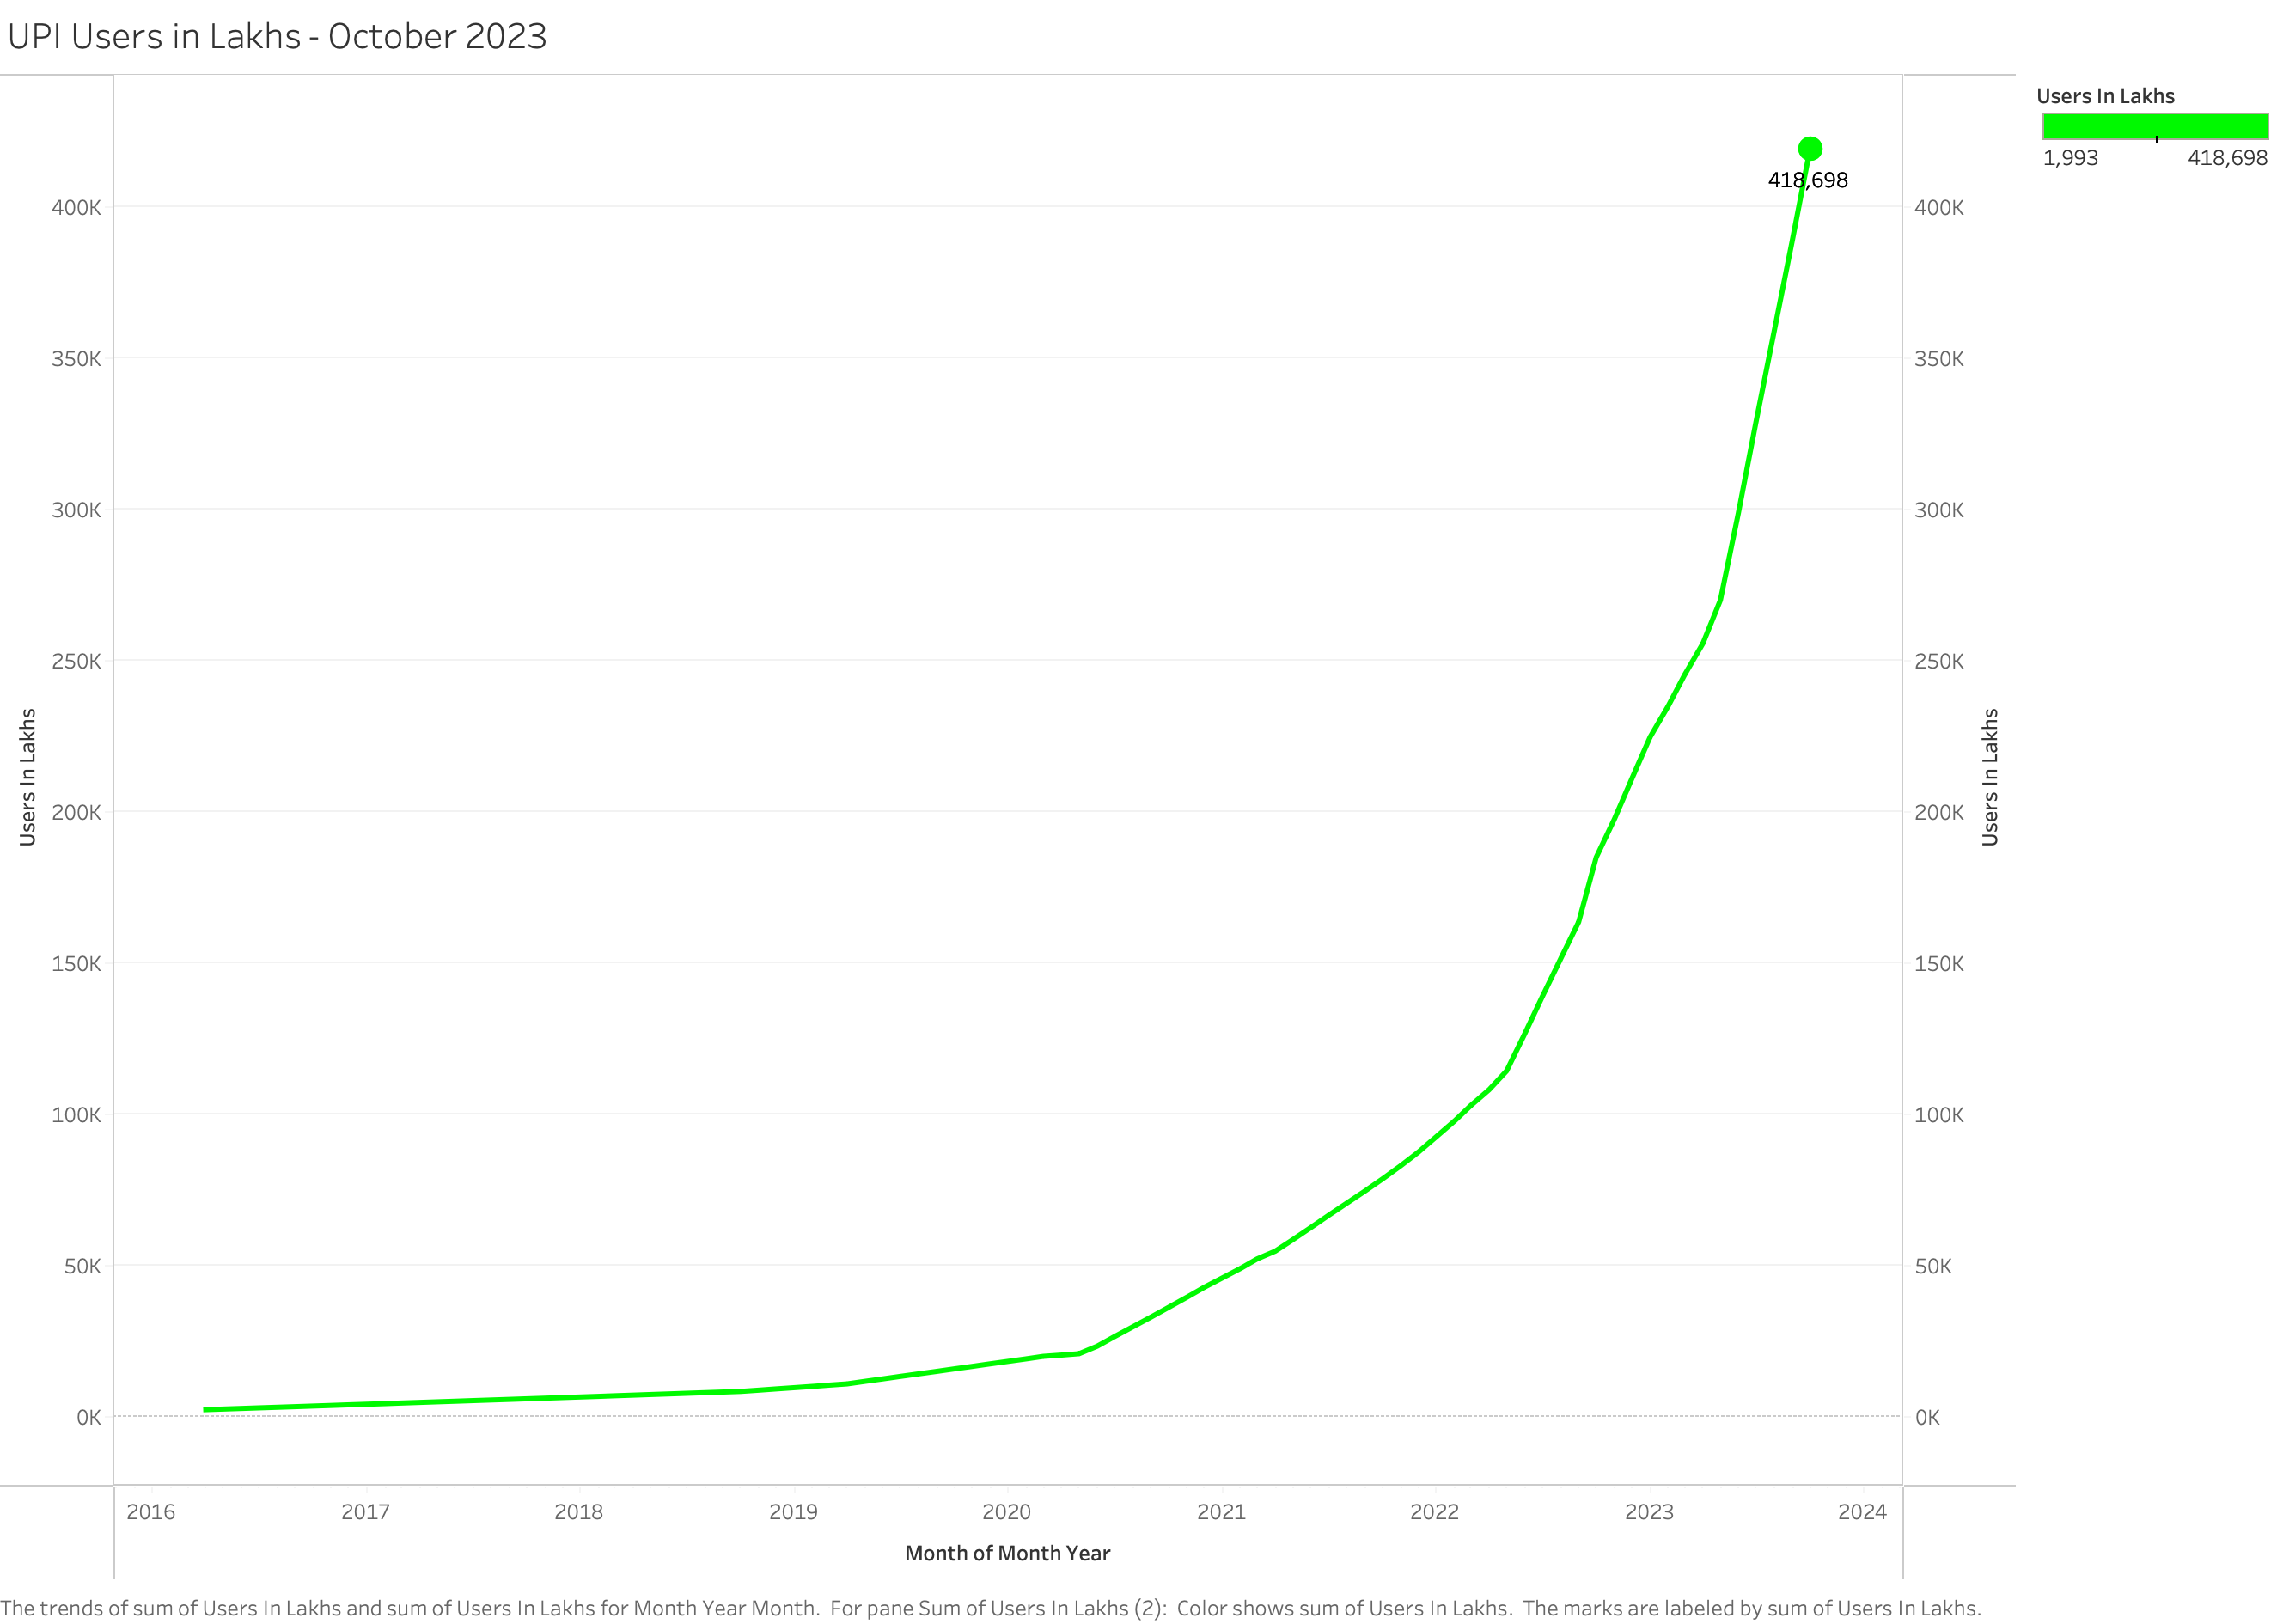 UPI Users in Lakhs - October 2023
Users In Lakhs
1,993 418,698
418,698
400K 400K
350K 350K
300K 300K
250K 250K
200K 200K
150K 150K
100K 100K
50K 50K
0K 0K
Users In Lakhs
Users In Lakhs
2016 2017 2018 2019 2020 2021 2022 2023 2024
Month of Month Year
The trends of sum of Users In Lakhs and sum of Users In Lakhs for Month Year Month. For pane Sum of Users In Lakhs (2): Color shows sum of Users In Lakhs. The marks are labeled by sum of Users In Lakhs.